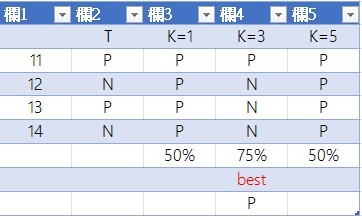 欄1 欄2 欄3 欄4 欄5
T K=1 K=3 K=5
11 P P P P
12 N P N P
13 P P N P
14 N P N P
50% 75% 50%
best
P